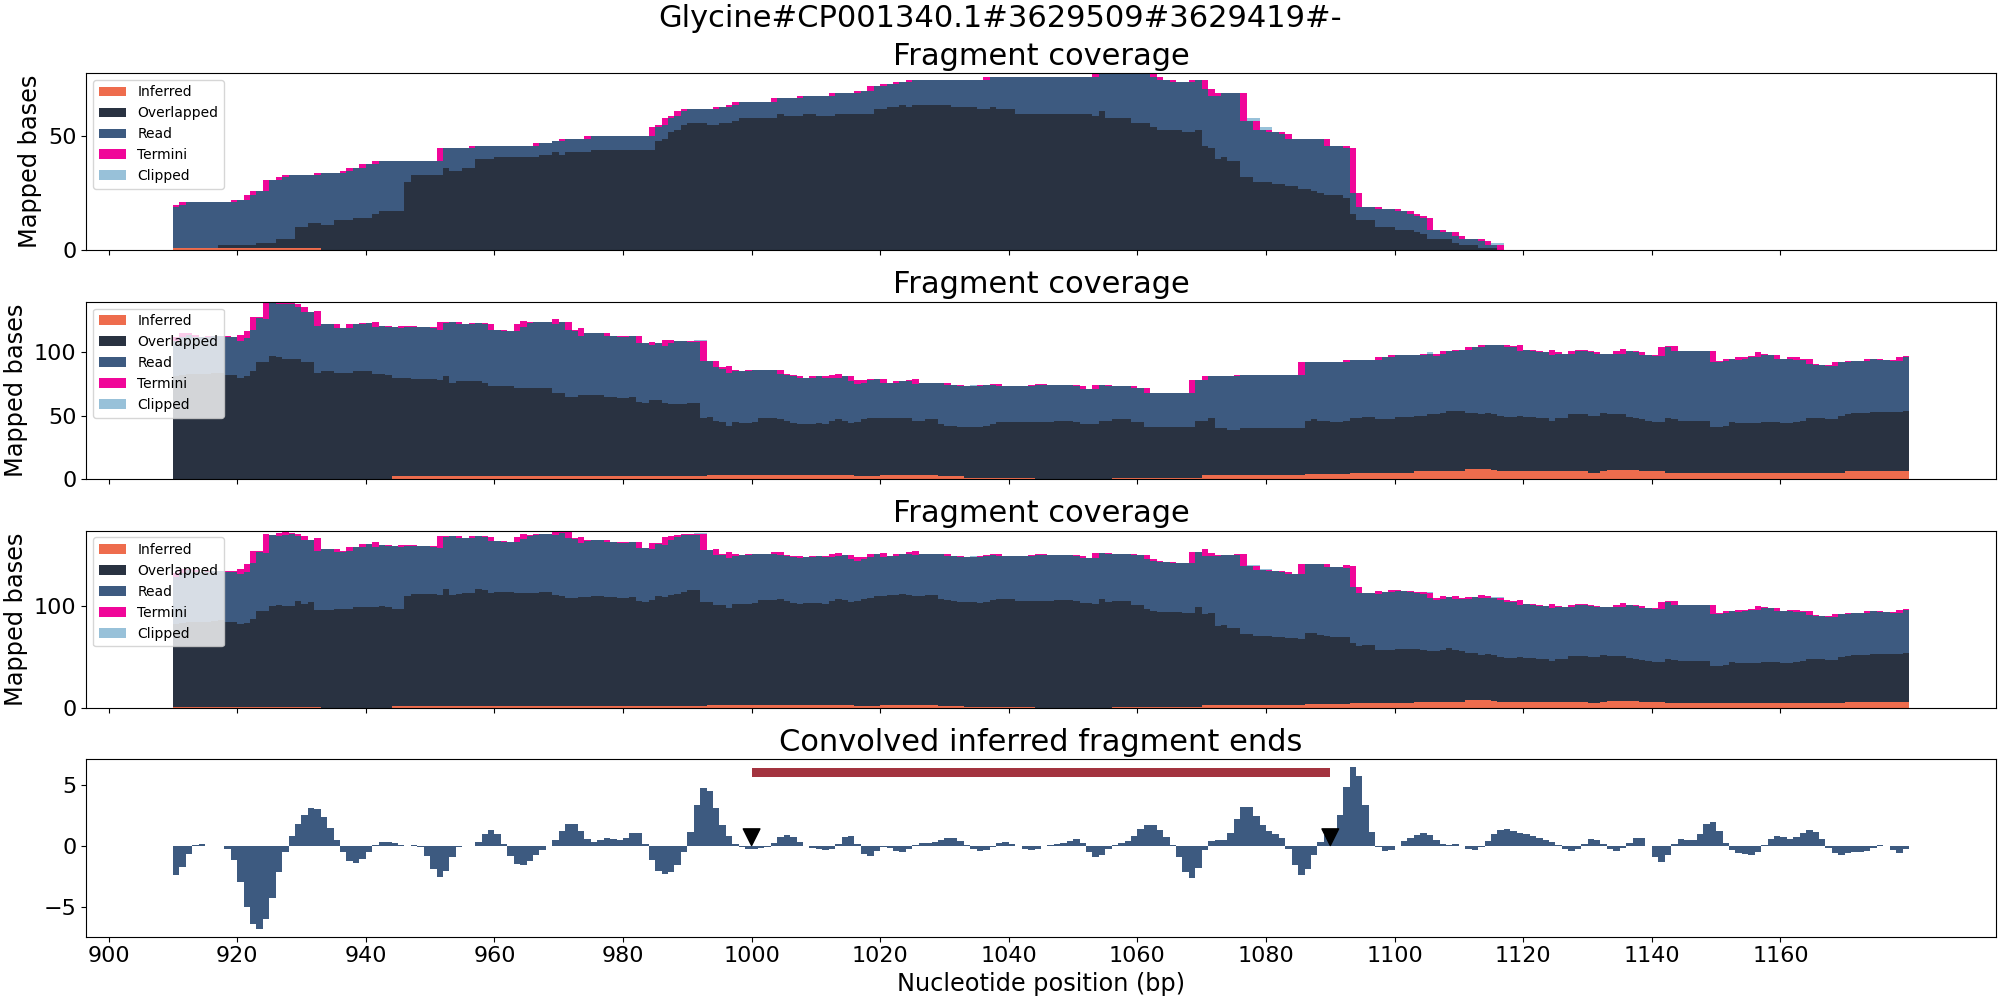 Glycine#CP001340.1#3629509#3629419#-
Fragment coverage
Mapped bases
50
0
Inferred
Overlapped
Read
Termini
Clipped
Fragment coverage
Mapped bases
100
50
0
Inferred
Overlapped
Read
Termini
Clipped
Fragment coverage
Mapped bases
100
0
Inferred
Overlapped
Read
Termini
Clipped
Convolved inferred fragment ends
5
0
−5
900 920 940 960 980 1000 1020 1040 1060 1080 1100 1120 1140 1160
Nucleotide position (bp)